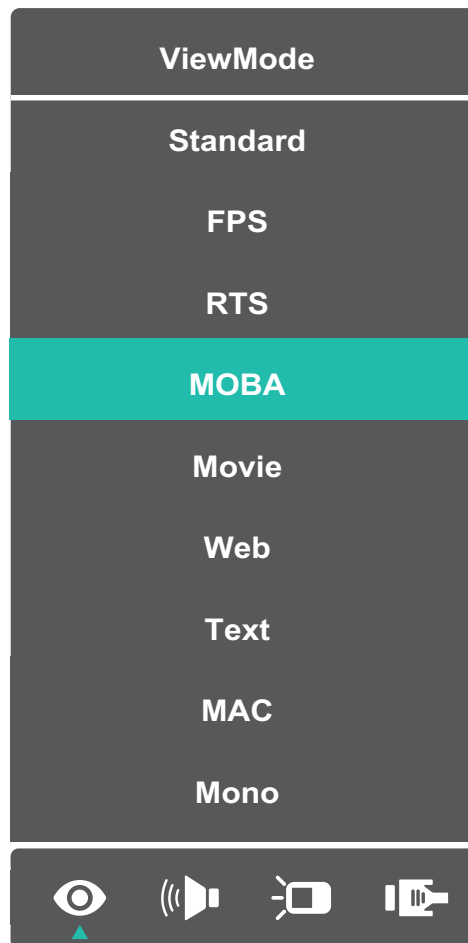 ViewMode
Standard
FPS
RTS
MOBA
Movie
Web
Text
MAC
Mono